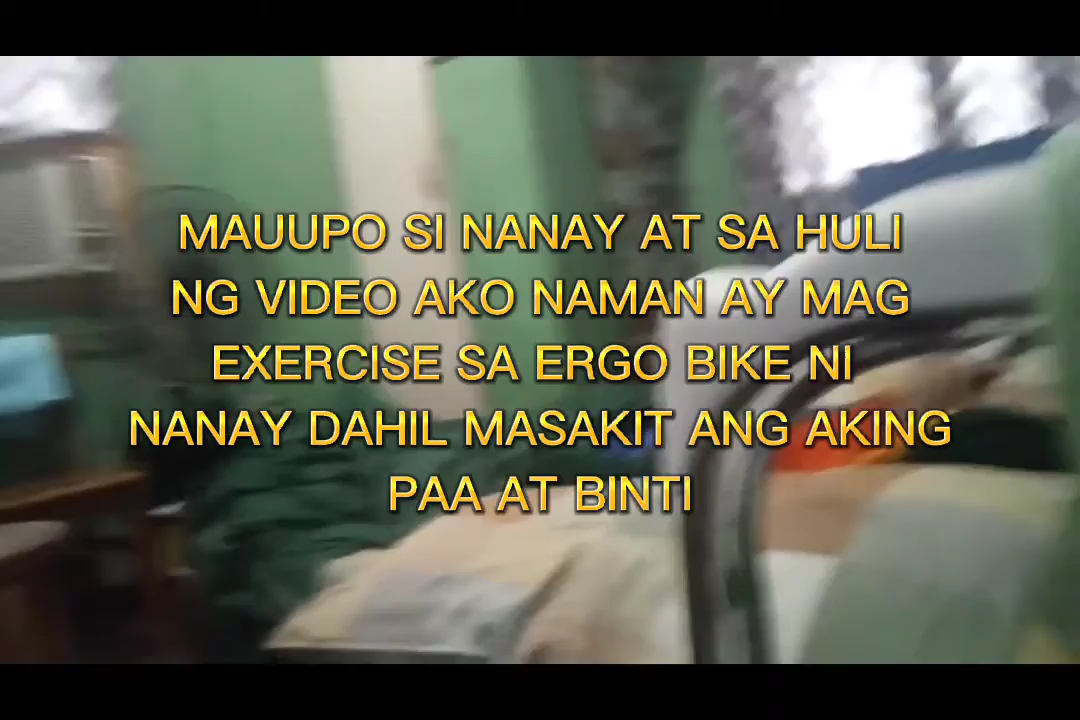 MAUUPO SI NANAY AT SA HULI
NG VIDEO AKO NAMAN AY MAG
EXERCISE SA ERGO BIKE NI
NANAY DAHIL MASAKIT ANG AKING
PAA AT BINTI